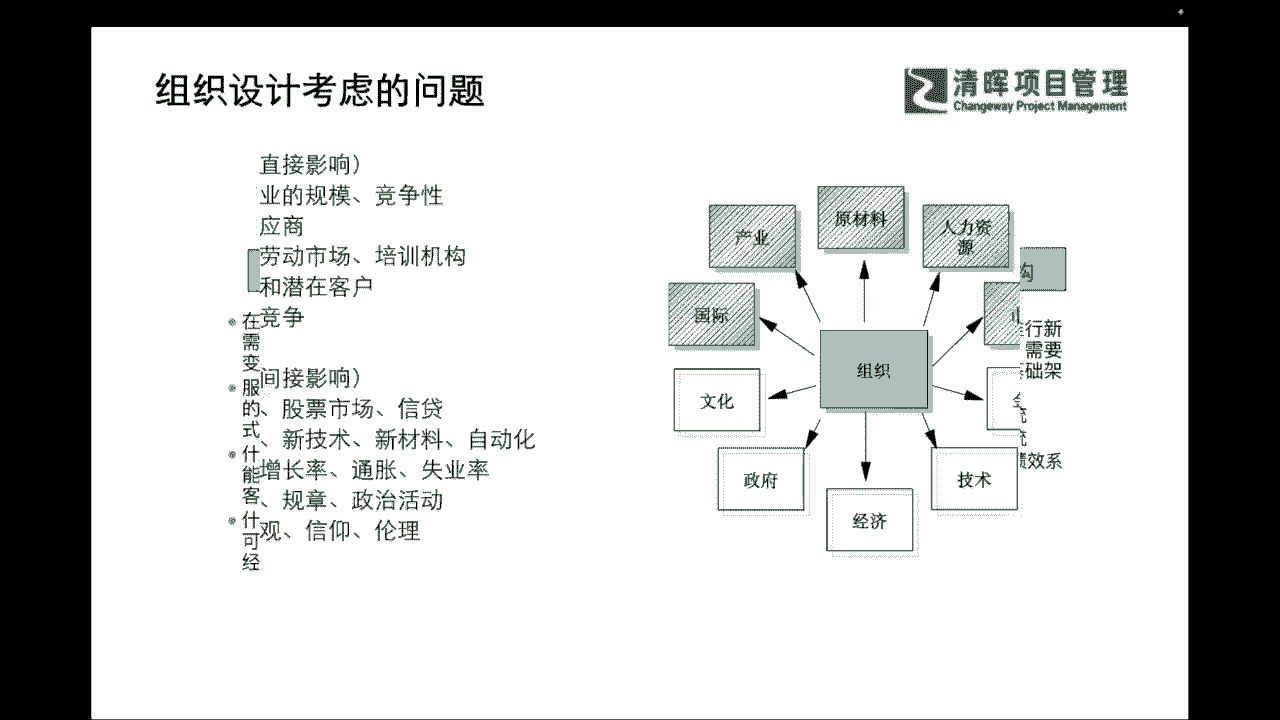 组织设计考虑的问题
清晖项目管理
Changeway Project Management
直接影响）
业的规模、竞争性
应商
劳动市场、培训机构
和潜在客户
竞争
在
需
变
服
的
式
什
能
客
什
可
经
间接影响）
、股票市场、信贷
、新技术、新材料、自动化
增长率、通胀、失业率
、规章、政治活动
观、信仰、伦理
原材料
产业
人力资
源
国际
组织
文化
政府
技术
经济
行新
需要
础架
统
效系